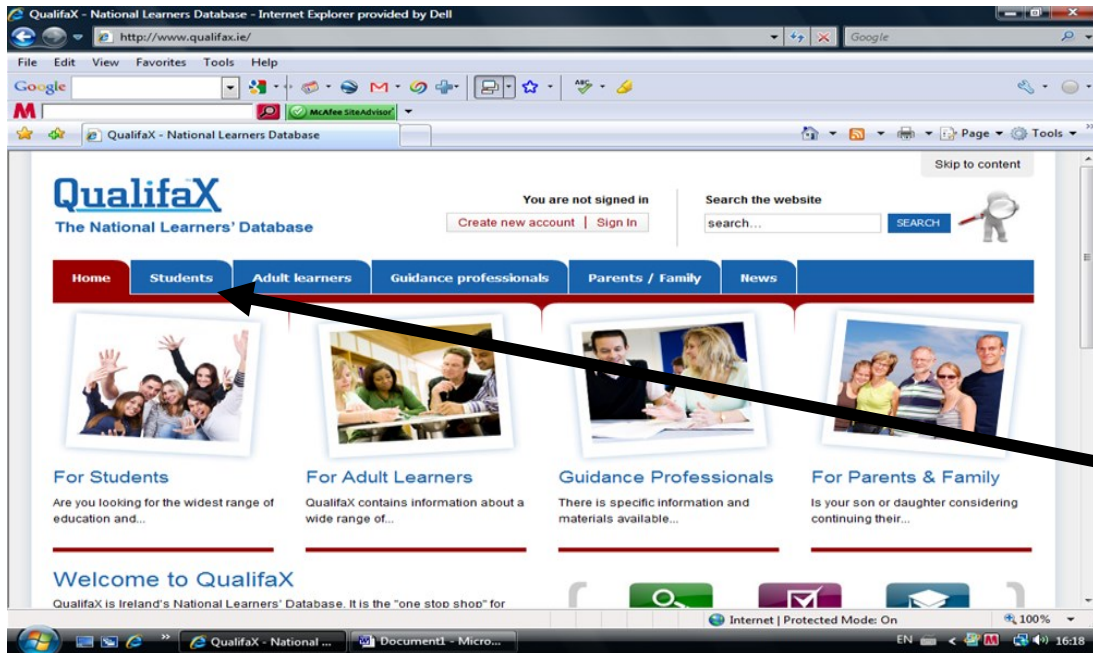 QualifaX - National Learners Database - Internet Explorer provided by Dell
http://www.qualifax.ie/
Google
File Edit View Favorites Tools Help
Google
M McAfee SiteAdvisor
QualifaX - National Learners Database
Page Tools
Skip to content
QualifaX
The National Learners' Database
You are not signed in
Create new account | Sign In
Search the website
search...
SEARCH
Home Students Adult learners Guidance professionals Parents / Family News
For Students
Are you looking for the widest range of
education and...
For Adult Learners
QualifaX contains information about a
wide range of...
Guidance Professionals
There is specific information and
materials available...
For Parents & Family
Is your son or daughter considering
continuing their...
Welcome to QualifaX
QualifaX is Ireland's National Learners' Database. It is the "one stop shop" for
Internet | Protected Mode: On
100%
QualifaX - National ...
Document1 - Micro...
EN
16:18